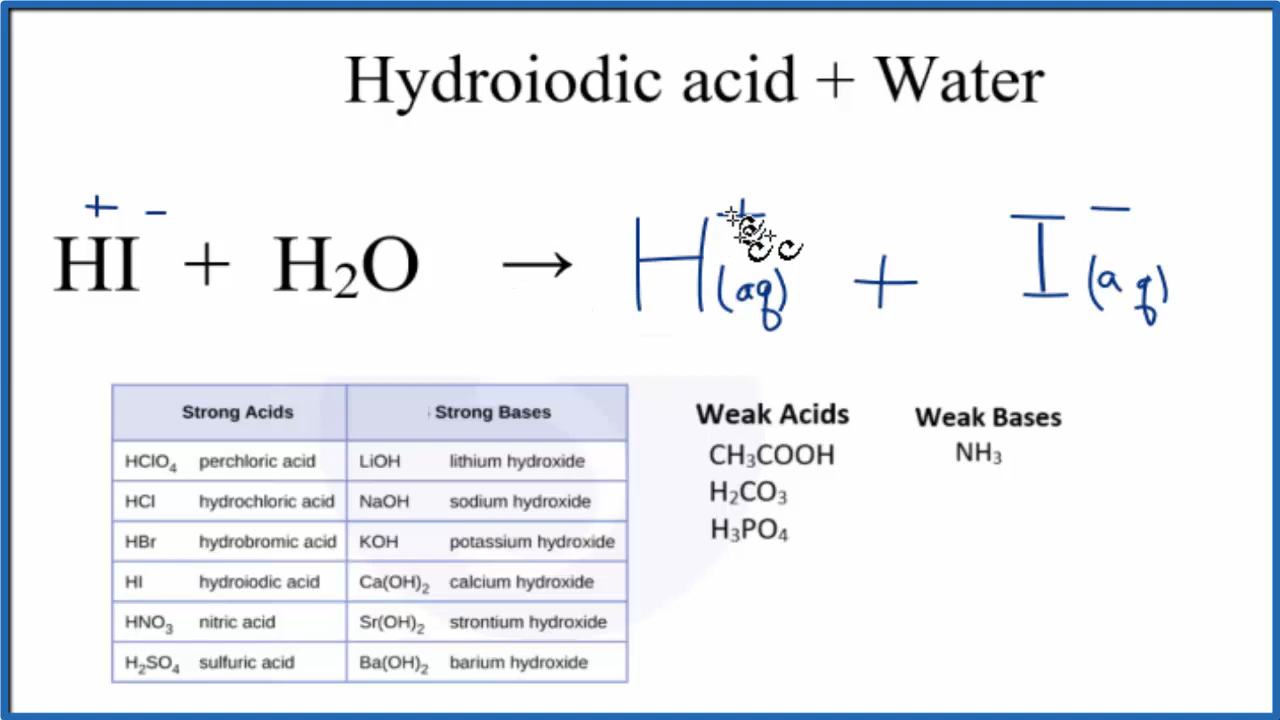 Hydroiodic acid + Water
+ -
HI + H₂O → H⁺(aq) + I⁻(aq)
Strong Acids Strong Bases
HClO₄ perchloric acid LiOH lithium hydroxide
HCl hydrochloric acid NaOH sodium hydroxide
HBr hydrobromic acid KOH potassium hydroxide
HI hydroiodic acid Ca(OH)₂ calcium hydroxide
HNO₃ nitric acid Sr(OH)₂ strontium hydroxide
H₂SO₄ sulfuric acid Ba(OH)₂ barium hydroxide
Weak Acids
CH₃COOH
H₂CO₃
H₃PO₄
Weak Bases
NH₃